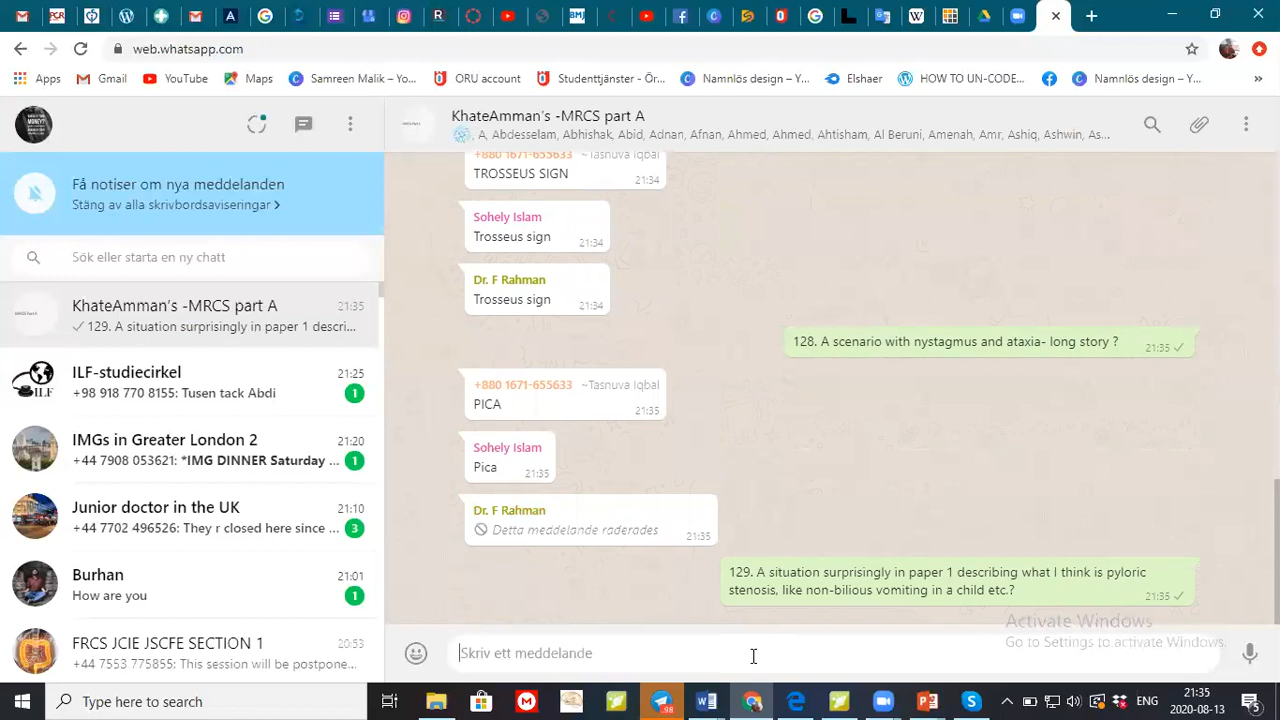 web.whatsapp.com
Apps
Gmail
YouTube
Maps
Samreen Malik – Yo...
ORU account
Studenttjänster - Ör...
Namnlös design – Y...
Elshaer
HOW TO UN-CODE...
Namnlös design – Y...
»
KhateAmman's -MRCS part A
A, Abdesselam, Abhishak, Abid, Adnan, Afnan, Ahmed, Ahmed, Ahtisham, Al Beruni, Amenah, Amr, Ashiq, Ashwin, As...
Få notiser om nya meddelanden
Stäng av alla skrivbordsaviseringar >
Sök eller starta en ny chatt
KhateAmman's -MRCS part A 21:35
129. A situation surprisingly in paper 1 descri...
ILF-studiecirkel 21:25
+98 918 770 8155: Tusen tack Abdi 1
IMGs in Greater London 2 21:20
+44 7908 053621: *IMG DINNER Saturday ... 1
Junior doctor in the UK 21:10
+44 7702 496526: They r closed here since ... 3
Burhan 21:01
How are you 1
FRCS JCIE JSCFE SECTION 1 20:53
+44 7553 775855: This session will be postpone...
+880 1671-655633 ~Tasnuva Iqbal
TROSSEUS SIGN 21:34
Sohely Islam
Trosseus sign 21:34
Dr. F Rahman
Trosseus sign 21:34
128. A scenario with nystagmus and ataxia- long story ? 21:35
+880 1671-655633 ~Tasnuva Iqbal
PICA 21:35
Sohely Islam
Pica 21:35
Dr. F Rahman
Detta meddelande raderades 21:35
129. A situation surprisingly in paper 1 describing what I think is pyloric
stenosis, like non-bilious vomiting in a child etc.? 21:35
Activate Windows
Go to Settings to activate Windows.
Skriv ett meddelande
Type here to search
98
ENG
21:35
2020-08-13
5